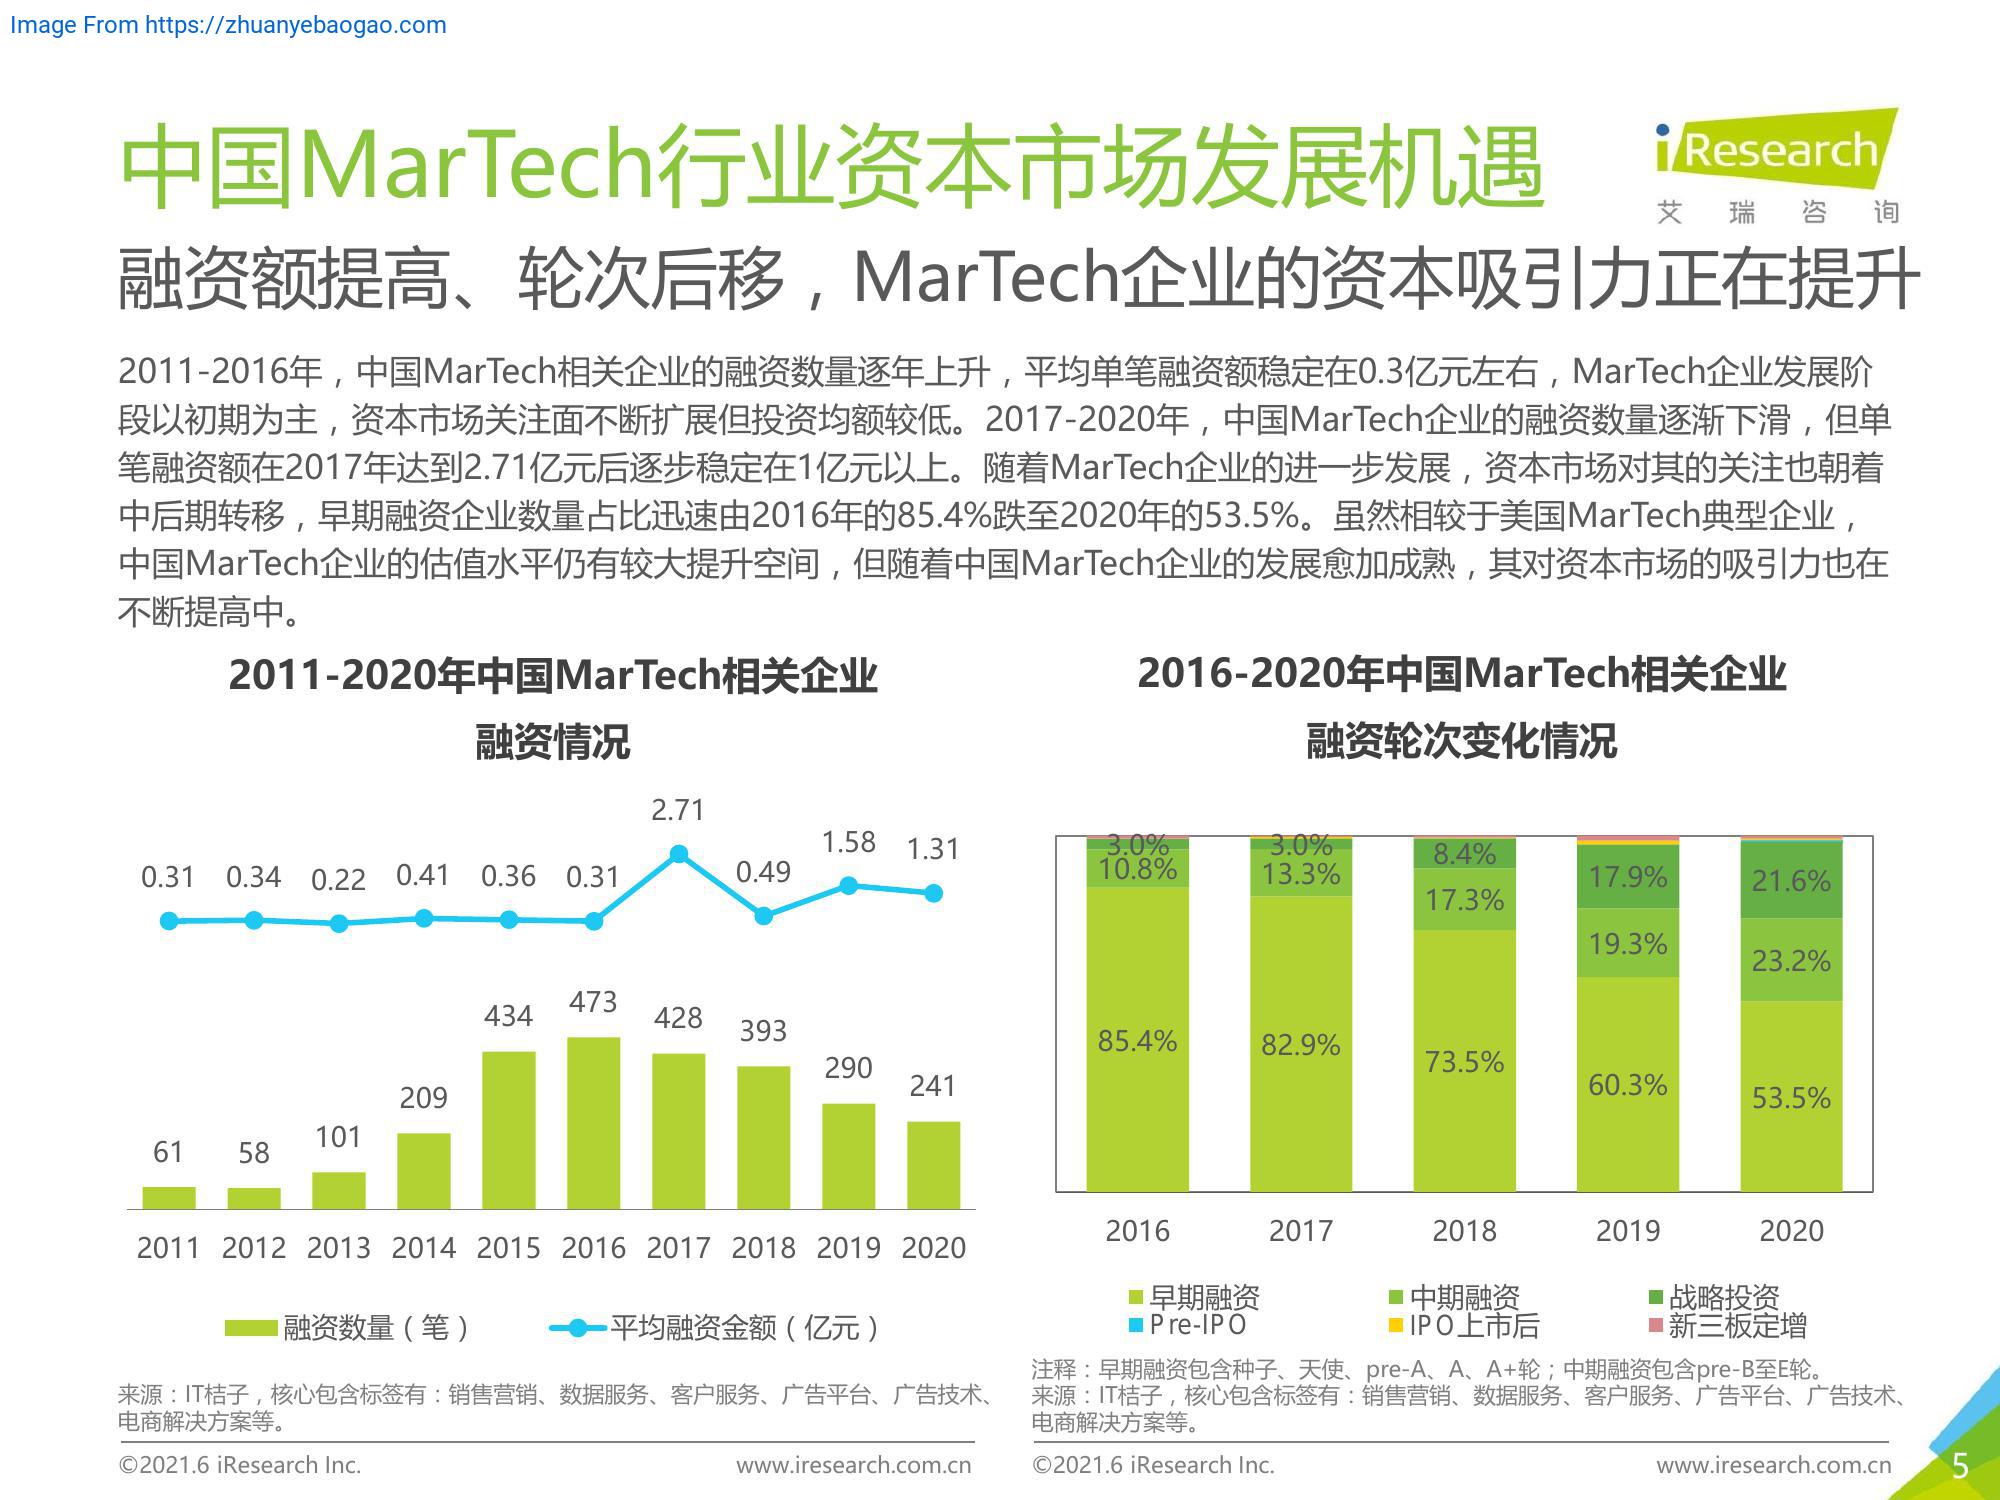 Image From https://zhuanyebaogao.com
中国MarTech行业资本市场发展机遇
iResearch
艾瑞咨询
融资额提高、轮次后移，MarTech企业的资本吸引力正在提升
2011-2016年，中国MarTech相关企业的融资数量逐年上升，平均单笔融资额稳定在0.3亿元左右，MarTech企业发展阶
段以初期为主，资本市场关注面不断扩展但投资均额较低。2017-2020年，中国MarTech企业的融资数量逐渐下滑，但单
笔融资额在2017年达到2.71亿元后逐步稳定在1亿元以上。随着MarTech企业的进一步发展，资本市场对其的关注也朝着
中后期转移，早期融资企业数量占比迅速由2016年的85.4%跌至2020年的53.5%。虽然相较于美国MarTech典型企业，
中国MarTech企业的估值水平仍有较大提升空间，但随着中国MarTech企业的发展愈加成熟，其对资本市场的吸引力也在
不断提高中。
2011-2020年中国MarTech相关企业
融资情况
2.71
0.31 0.34 0.22 0.41 0.36 0.31 0.49 1.58 1.31
61 58 101 209 434 473 428 393 290 241
2011 2012 2013 2014 2015 2016 2017 2018 2019 2020
融资数量（笔） 平均融资金额（亿元）
来源：IT桔子，核心包含标签有：销售营销、数据服务、客户服务、广告平台、广告技术、
电商解决方案等。
©2021.6 iResearch Inc. www.iresearch.com.cn
2016-2020年中国MarTech相关企业
融资轮次变化情况
3.0% 3.0% 8.4% 17.9% 21.6%
10.8% 13.3% 17.3% 19.3% 23.2%
85.4% 82.9% 73.5% 60.3% 53.5%
2016 2017 2018 2019 2020
早期融资 中期融资 战略投资
Pre-IPO IPO上市后 新三板定增
注释：早期融资包含种子、天使、pre-A、A、A+轮；中期融资包含pre-B至E轮。
来源：IT桔子，核心包含标签有：销售营销、数据服务、客户服务、广告平台、广告技术、
电商解决方案等。
©2021.6 iResearch Inc. www.iresearch.com.cn
5